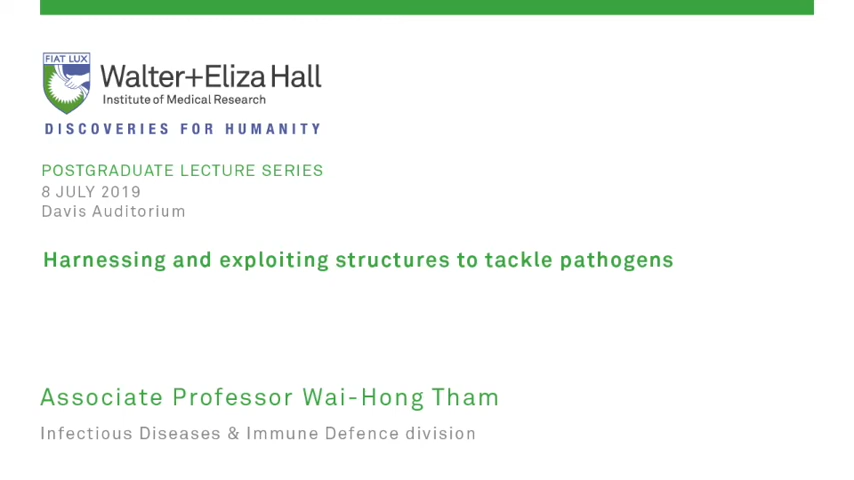 FIAT LUX
Walter+Eliza Hall
Institute of Medical Research
DISCOVERIES FOR HUMANITY
POSTGRADUATE LECTURE SERIES
8 JULY 2019
Davis Auditorium
Harnessing and exploiting structures to tackle pathogens
Associate Professor Wai-Hong Tham
Infectious Diseases & Immune Defence division